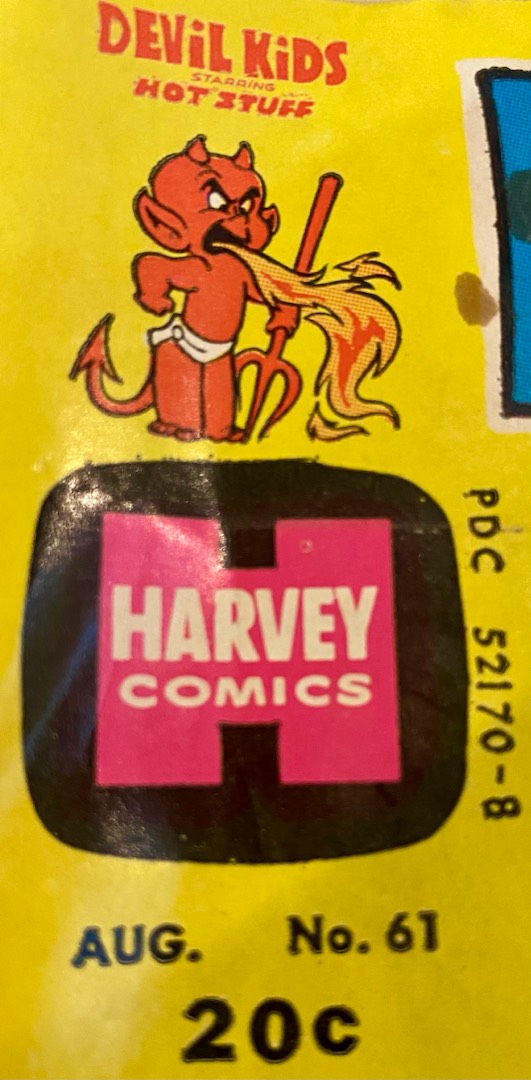 DEVIL KIDS
STARRING
HOT STUFF
HARVEY
COMICS
PDC 52170-8
AUG. No. 61
20c